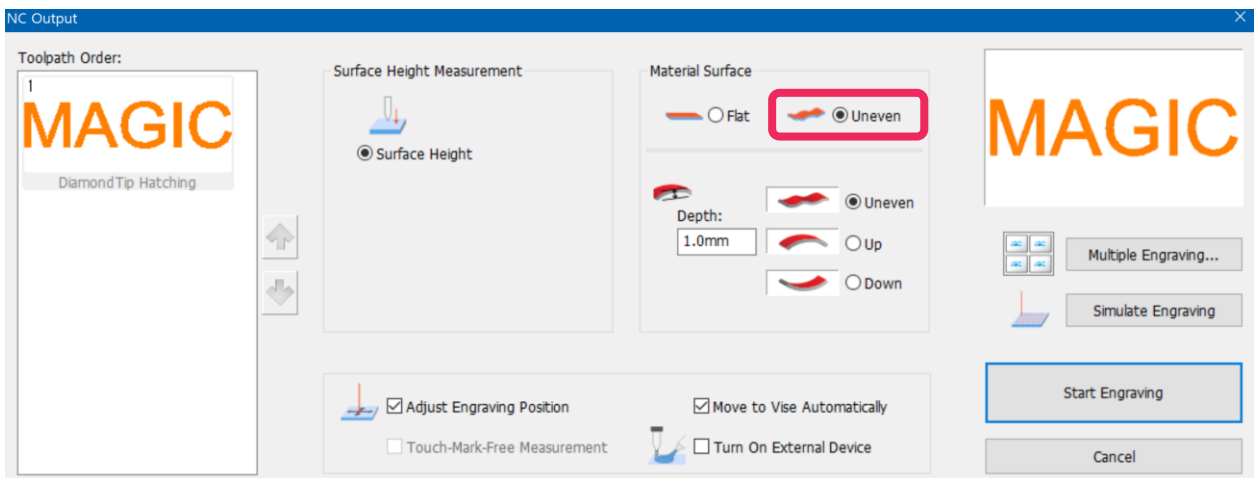 NC Output
Toolpath Order:
1
MAGIC
DiamondTip Hatching
Surface Height Measurement
Surface Height
Material Surface
Flat
Uneven
Depth:
1.0mm
Uneven
Up
Down
Adjust Engraving Position
Move to Vise Automatically
Touch-Mark-Free Measurement
Turn On External Device
MAGIC
Multiple Engraving...
Simulate Engraving
Start Engraving
Cancel